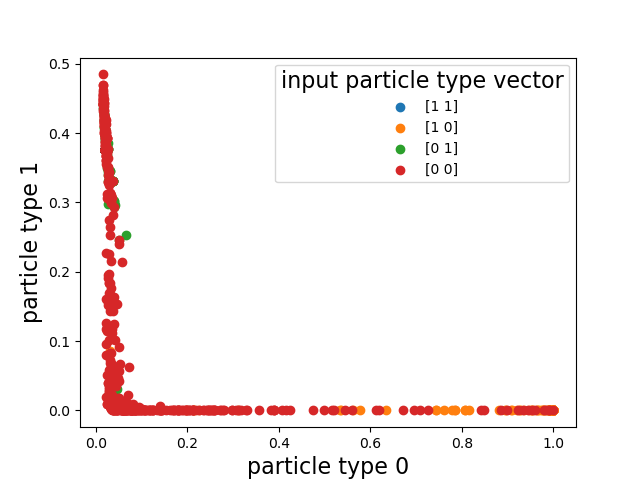 input particle type vector
[1 1]
[1 0]
[0 1]
[0 0]
0.5
0.4
0.3
0.2
0.1
0.0
particle type 1
0.0 0.2 0.4 0.6 0.8 1.0
particle type 0